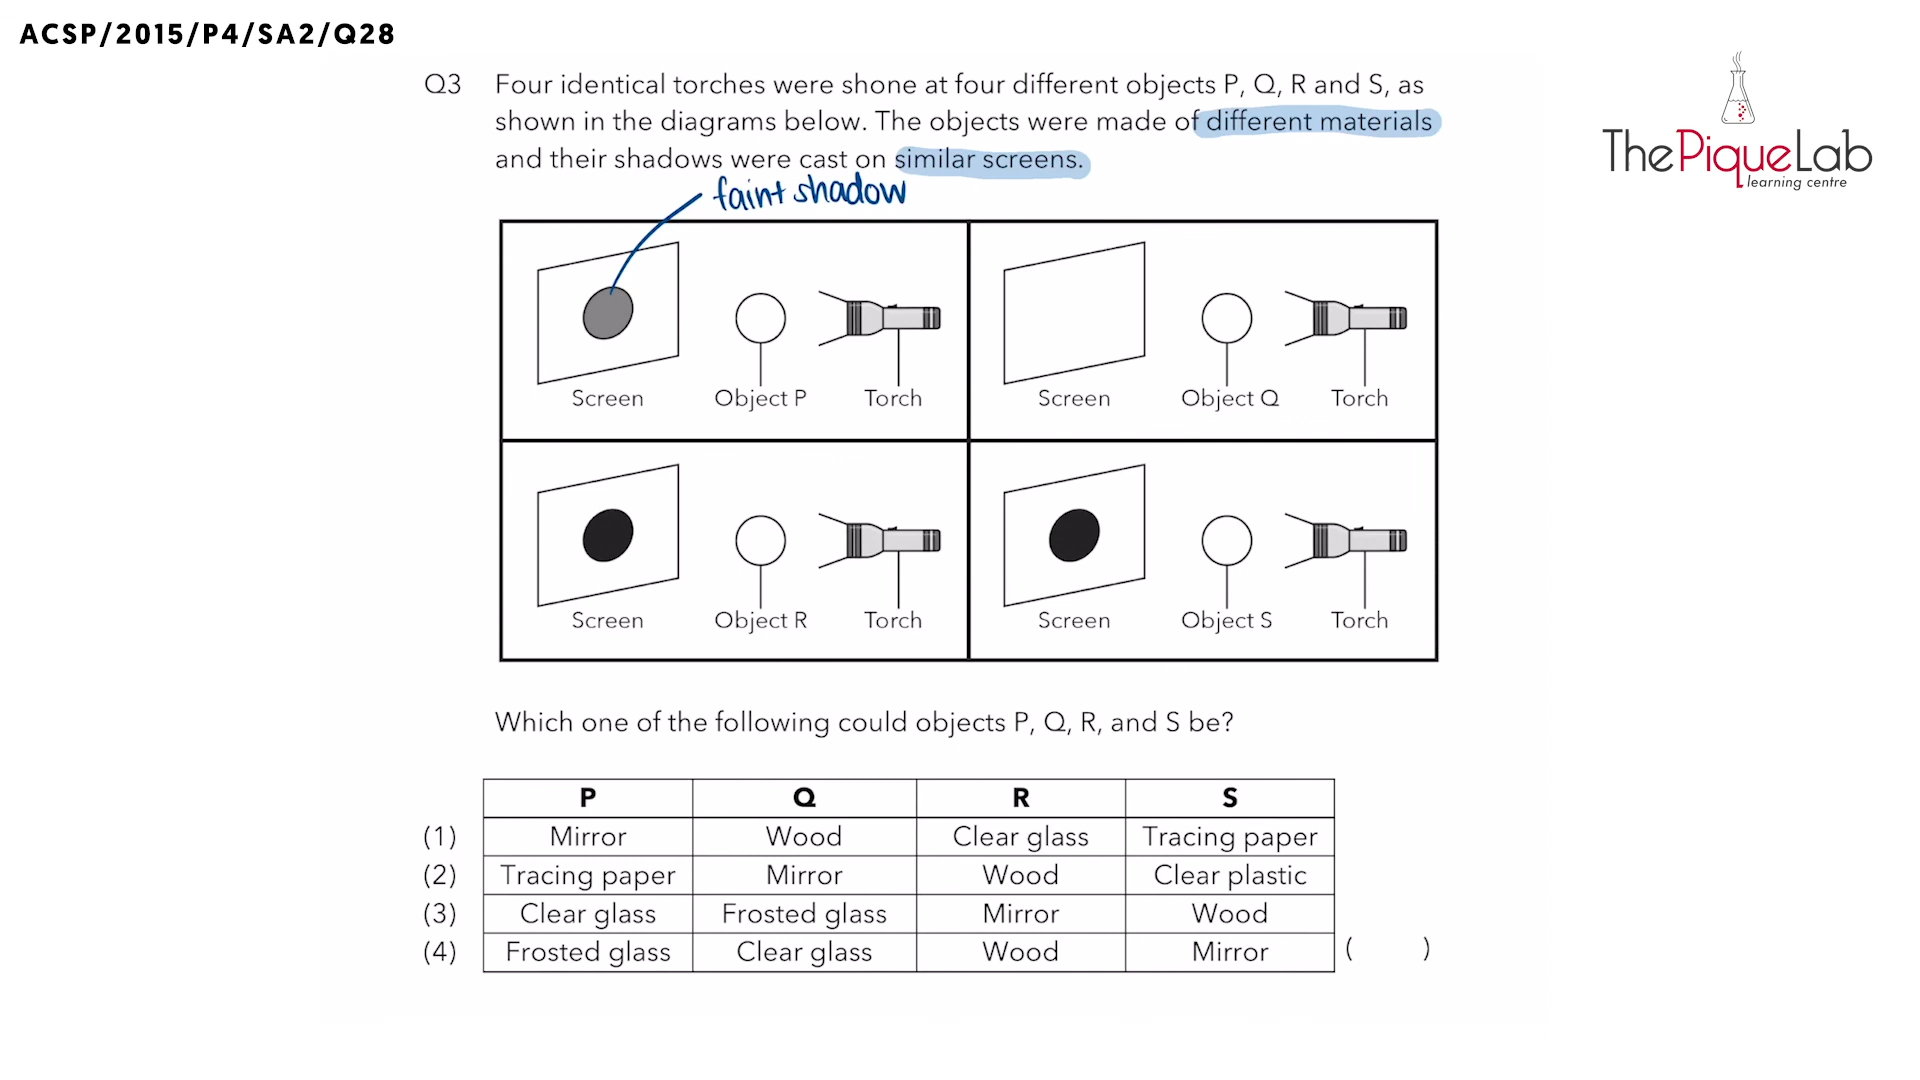 ACSP/2015/P4/SA2/Q28
ThePiqueLab
learning centre
Q3 Four identical torches were shone at four different objects P, Q, R and S, as
shown in the diagrams below. The objects were made of different materials
and their shadows were cast on similar screens.
faint shadow
Screen Object P Torch
Screen Object Q Torch
Screen Object R Torch
Screen Object S Torch
Which one of the following could objects P, Q, R, and S be?
P Q R S
(1) Mirror Wood Clear glass Tracing paper
(2) Tracing paper Mirror Wood Clear plastic
(3) Clear glass Frosted glass Mirror Wood
(4) Frosted glass Clear glass Wood Mirror ( )